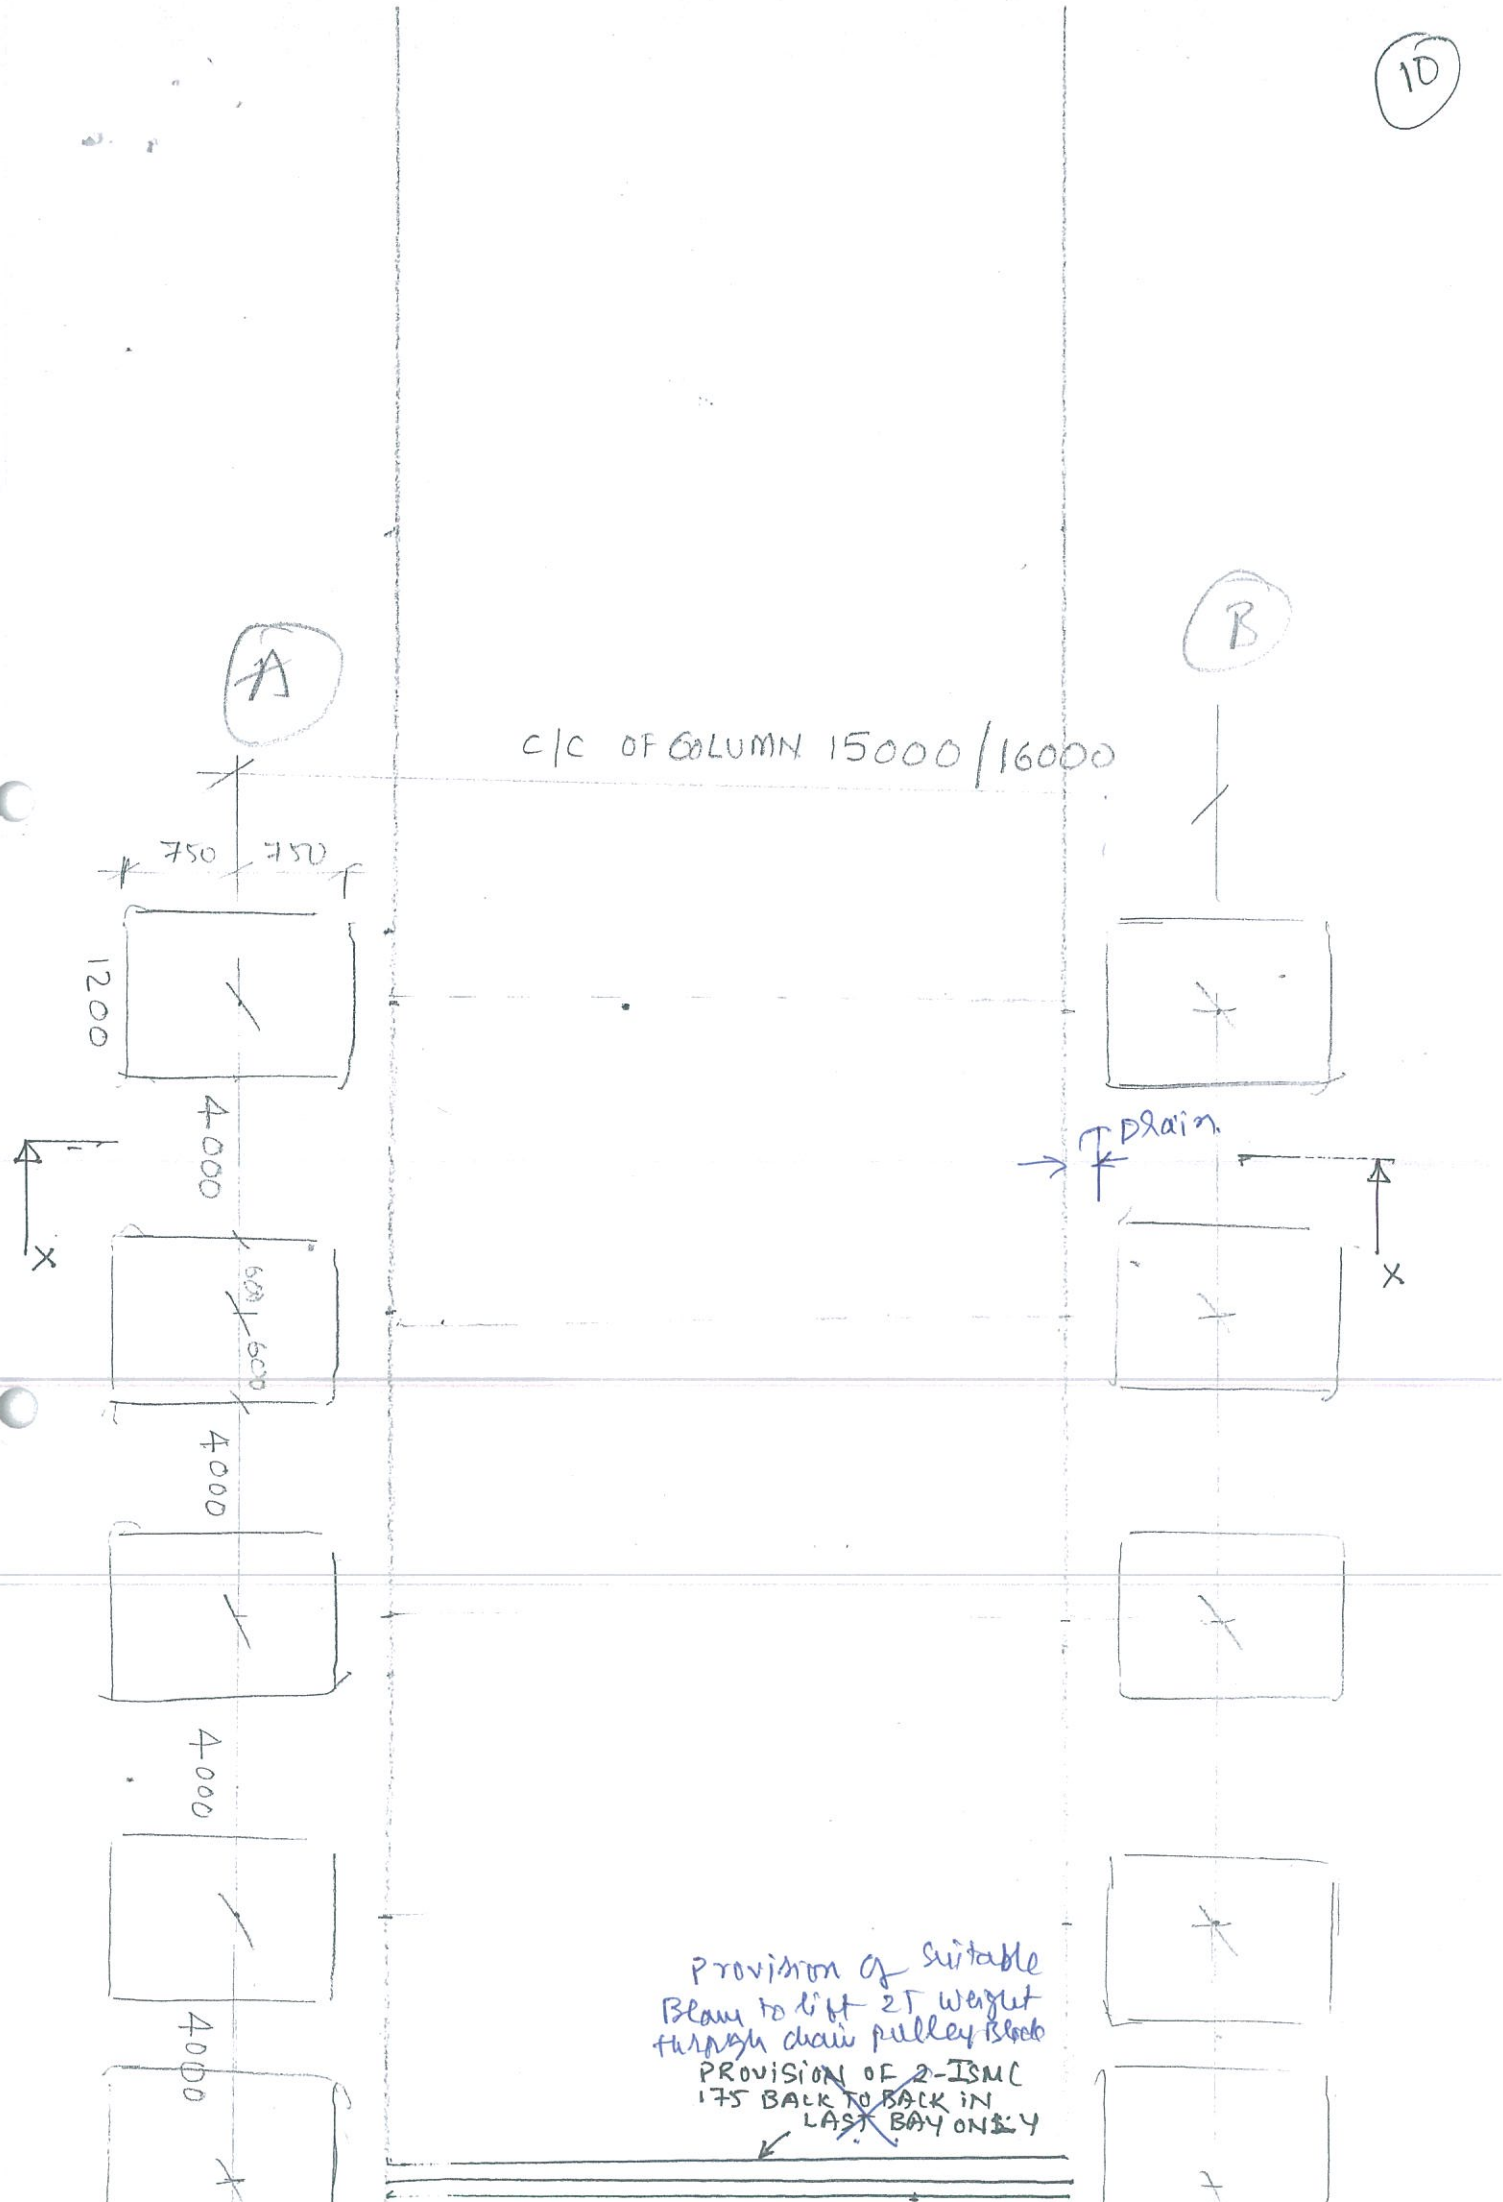 10
B
A
C/C OF COLUMN 15000/16000
750 750
1200
4000
Drain
X
X
600 600
4000
4000
Provision of Suitable
Beam to lift 2T weight
through chain pulley Block
4000
PROVISION OF 2-ISMC
175 BACK TO BACK IN
LAST BAY ONLY